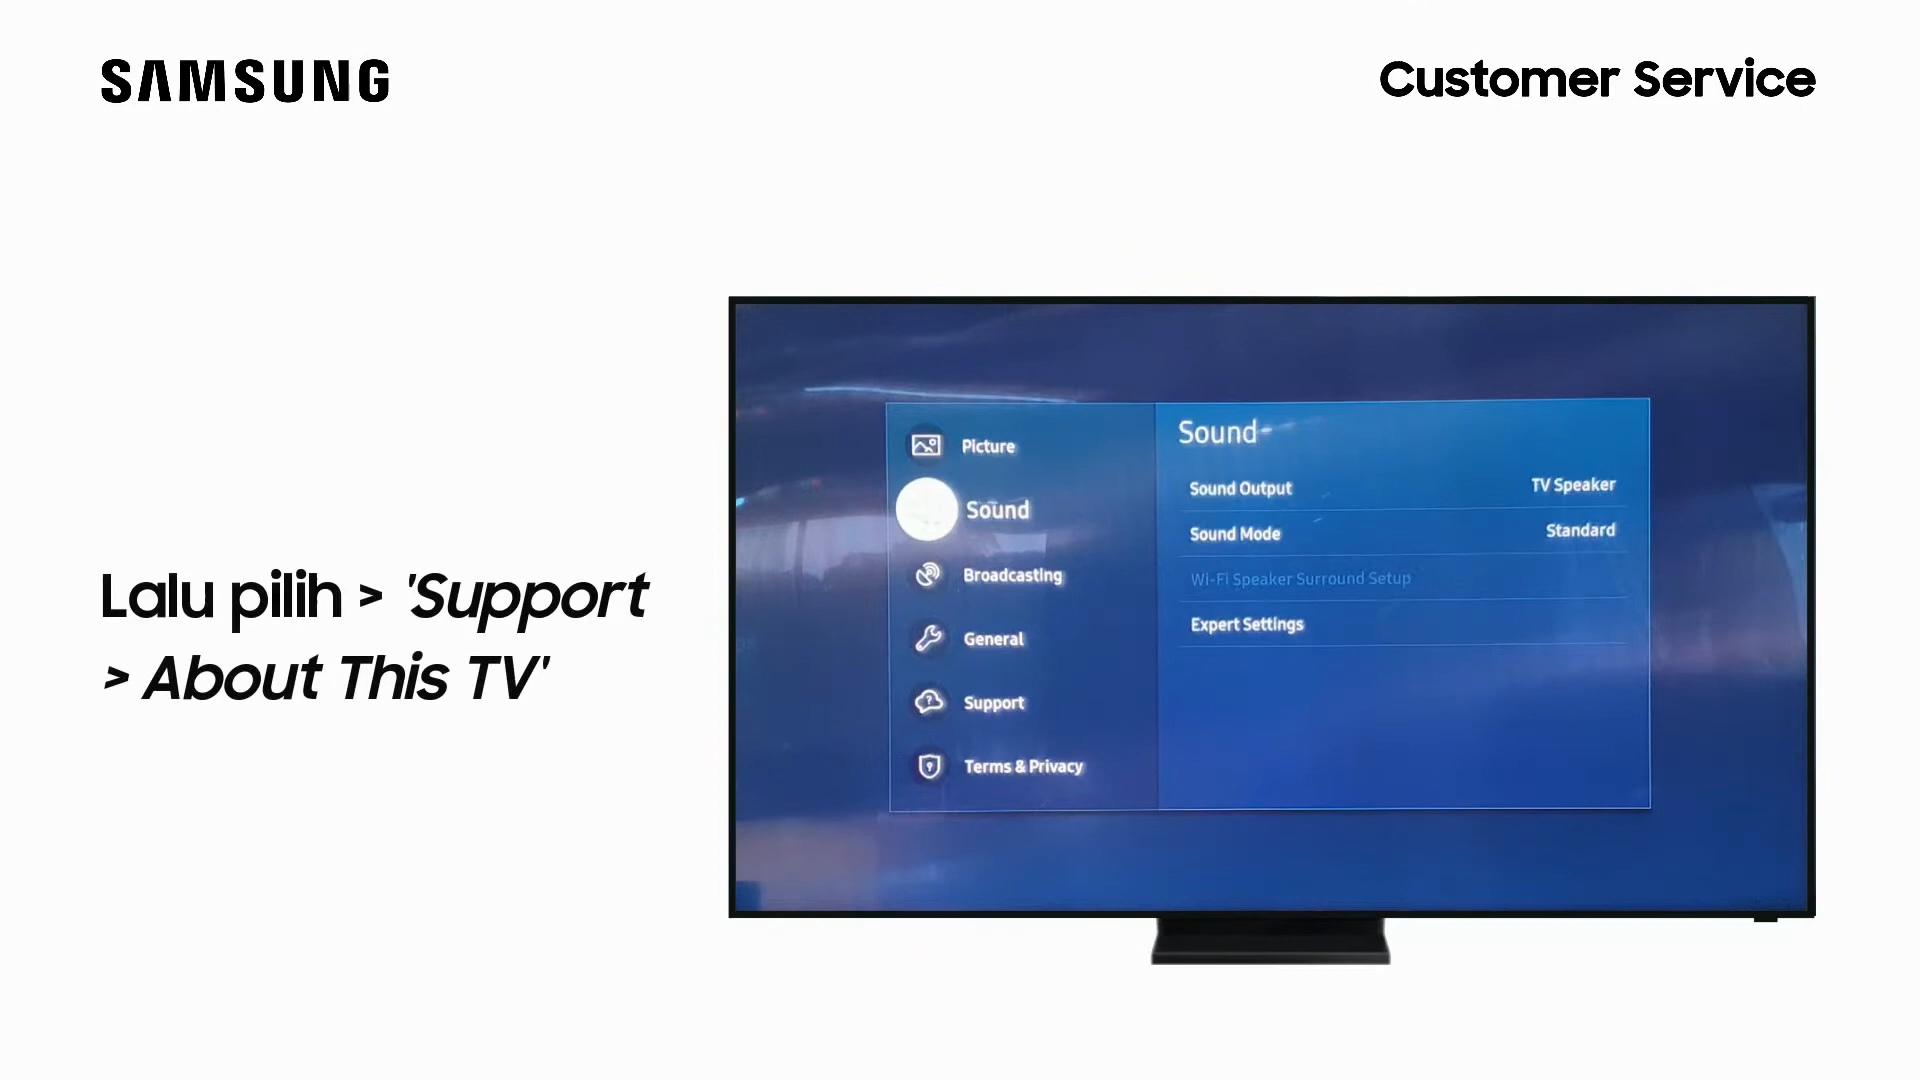 SAMSUNG
Customer Service
Lalu pilih > 'Support
> About This TV'
Picture
Sound
Broadcasting
General
Support
Terms & Privacy
Sound
Sound Output TV Speaker
Sound Mode Standard
Wi-Fi Speaker Surround Setup
Expert Settings